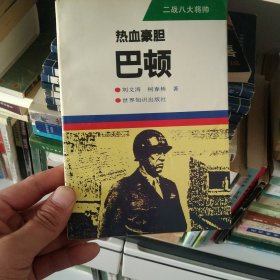 二战八大将帅
热血豪胆
巴顿
●刘文涛 柯春桥 著
●世界知识出版社